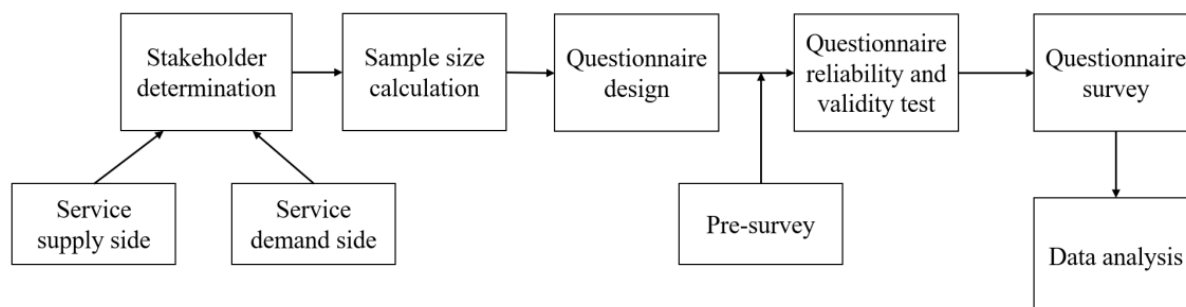 Stakeholder
determination
Sample size
calculation
Questionnaire
design
Questionnaire
reliability and
validity test
Questionnaire
survey
Service
supply side
Service
demand side
Pre-survey
Data analysis